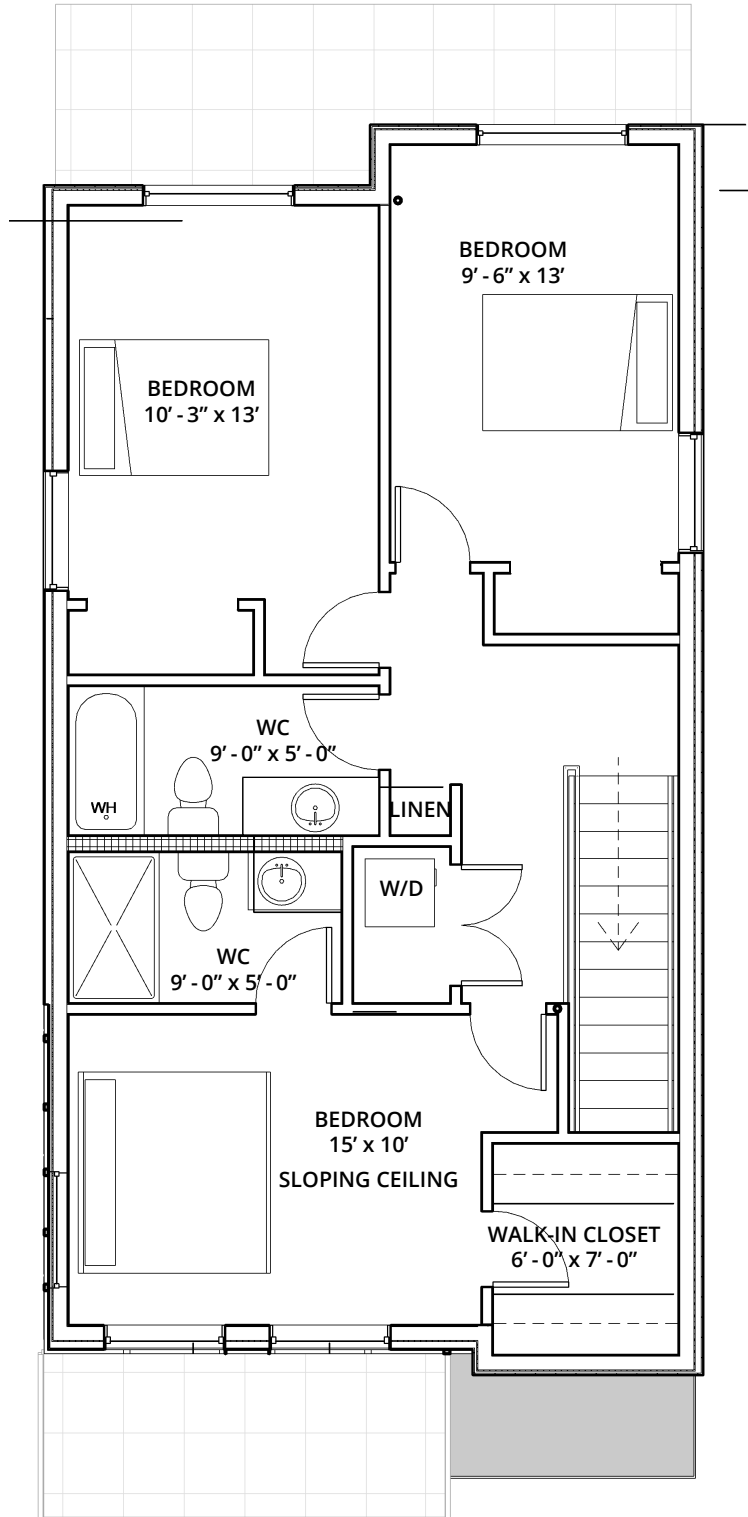 BEDROOM
9’ - 6” x 13’
BEDROOM
10’ - 3” x 13’
WC
9’ - 0” x 5’ - 0”
WH
LINEN
W/D
WC
9’ - 0” x 5’ - 0”
BEDROOM
15’ x 10’
SLOPING CEILING
WALK-IN CLOSET
6’ - 0” x 7’ - 0”